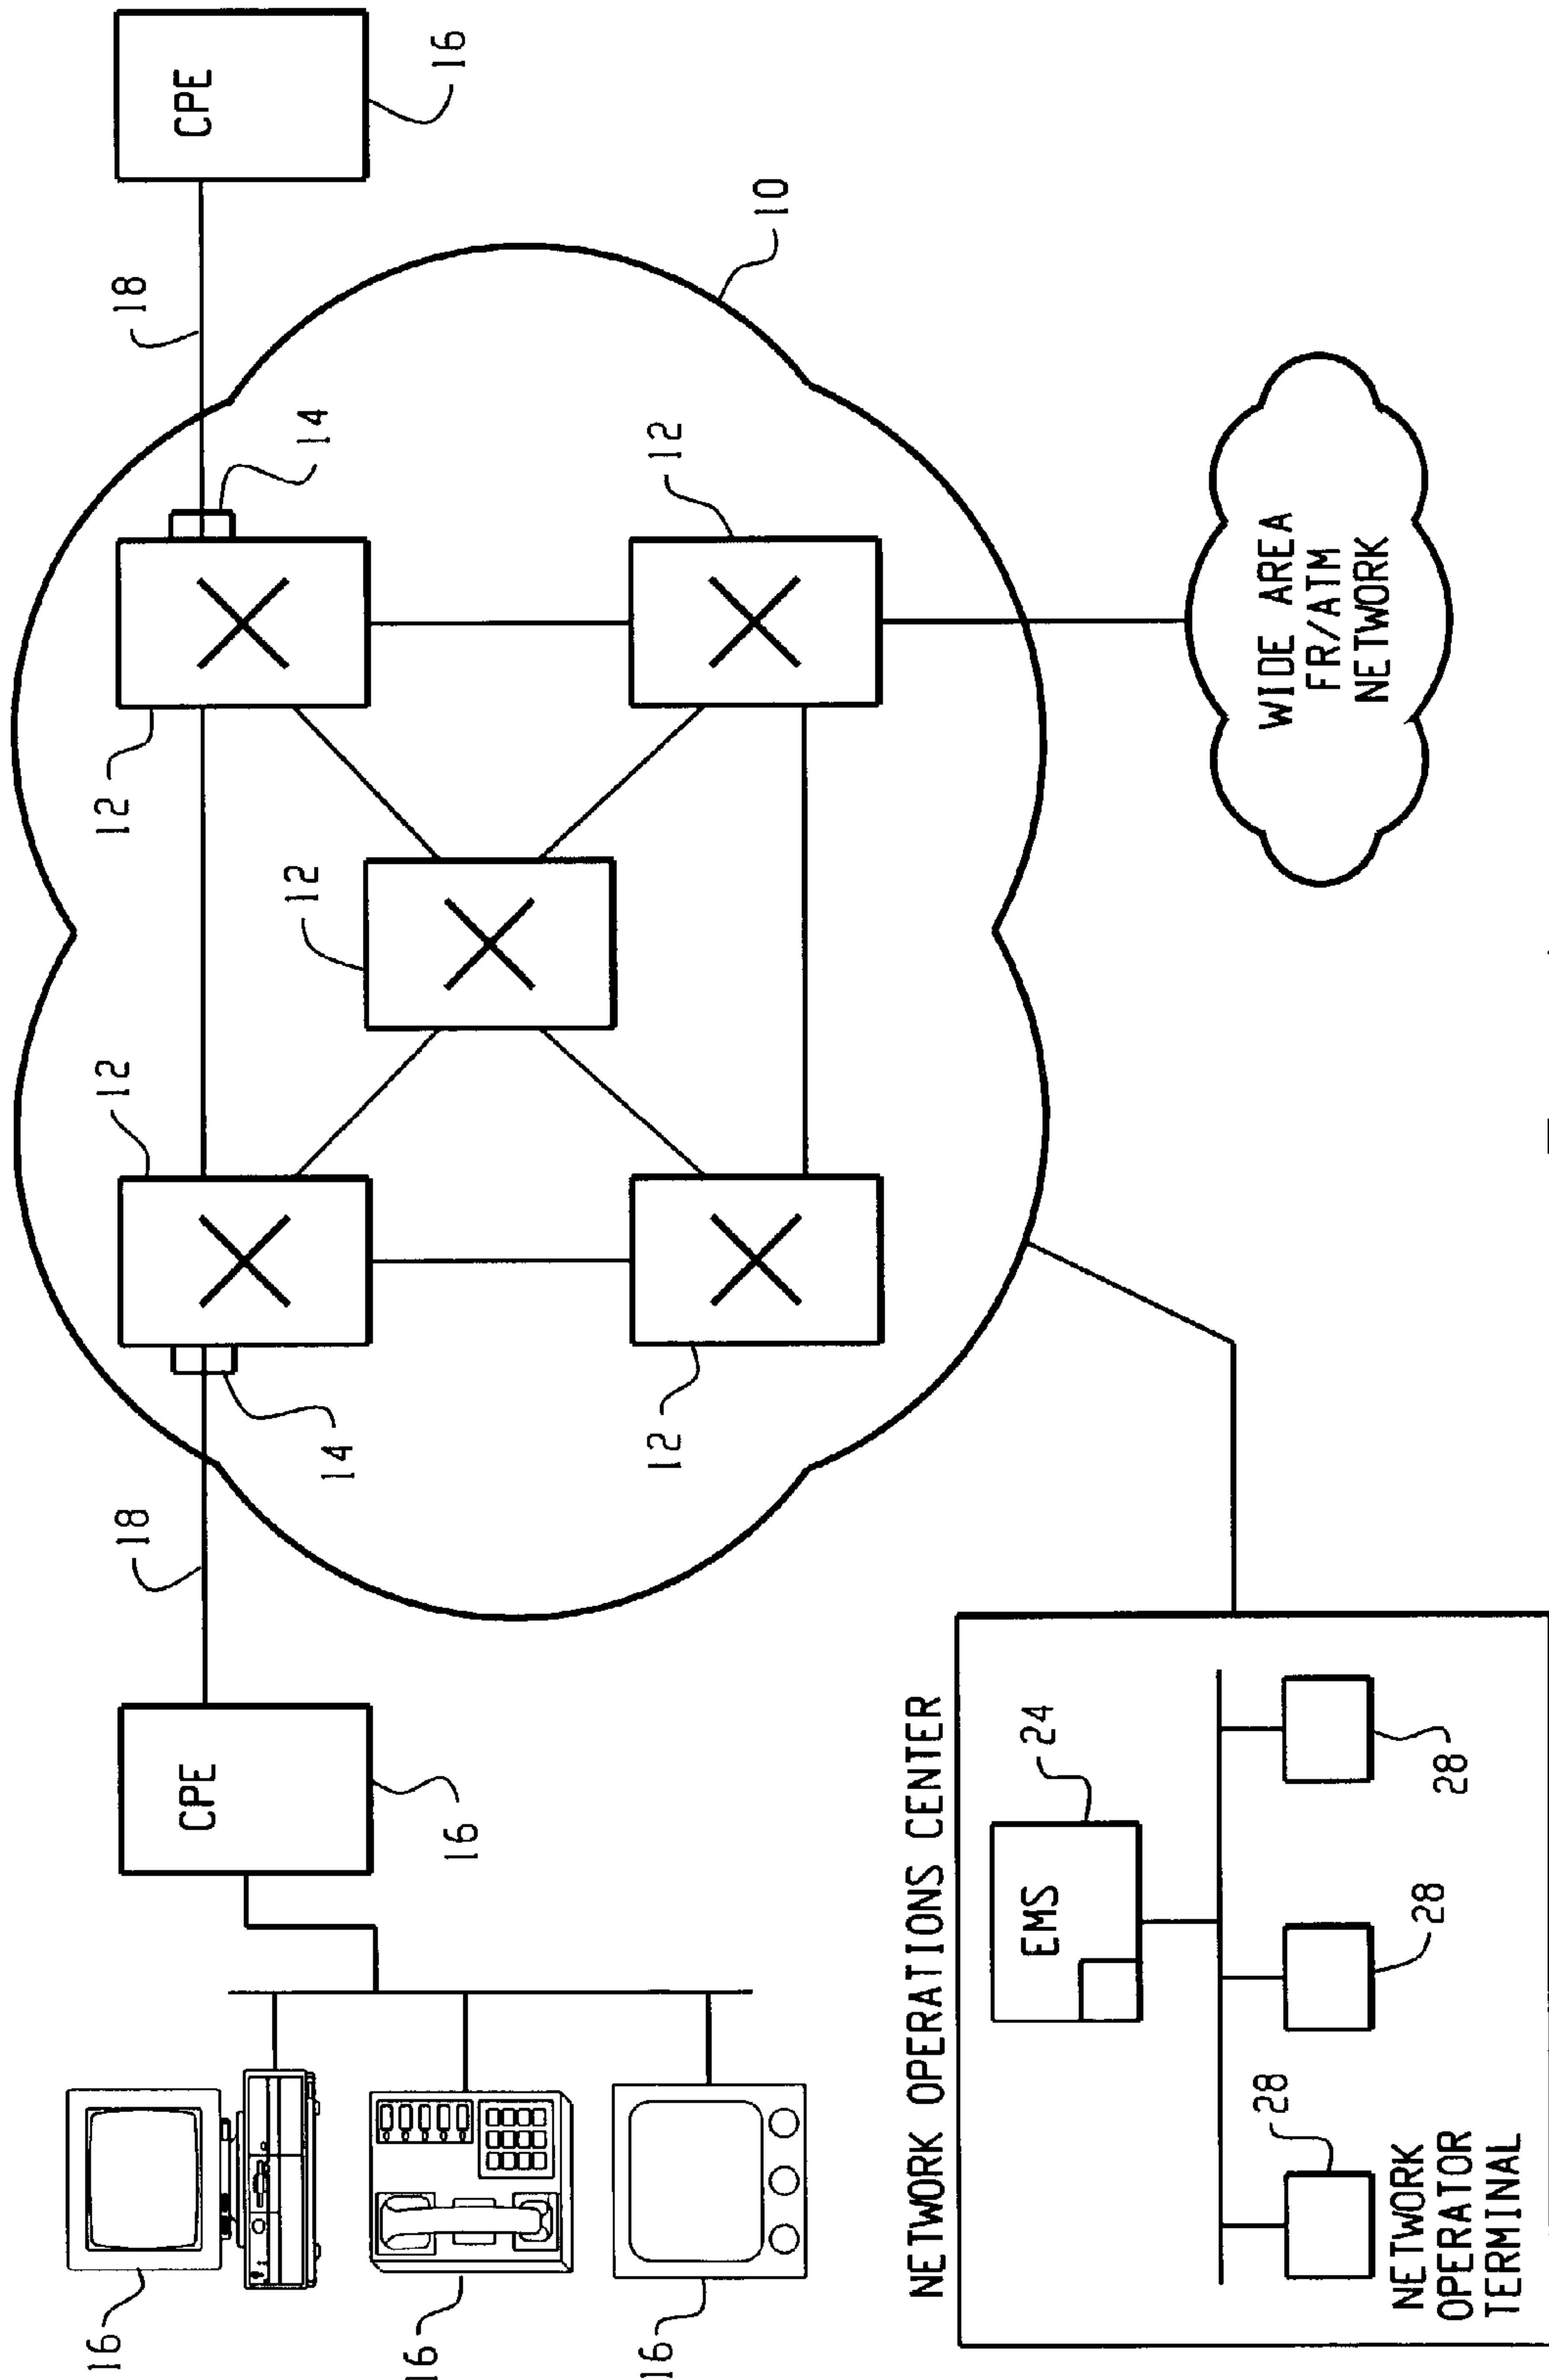 16
12
12
18
18
CPE
CPE
12
14
14
16
16
16
16
12
12
10
NETWORK OPERATIONS CENTER
EMS
24
WIDE AREA
FR/ATM
NETWORK
28
28
28
NETWORK
OPERATOR
TERMINAL